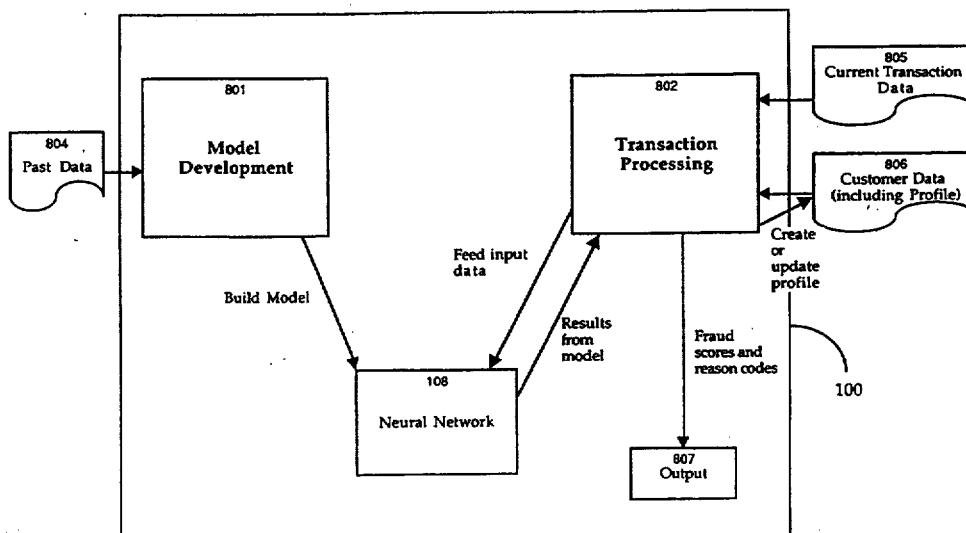 804
Past Data
801
Model
Development
802
Transaction
Processing
805
Current Transaction
Data
806
Customer Data
(including Profile)
Create
or
update
profile
Feed input
data
Build Model
Results
from
model
Fraud
scores and
reason codes
100
108
Neural Network
807
Output